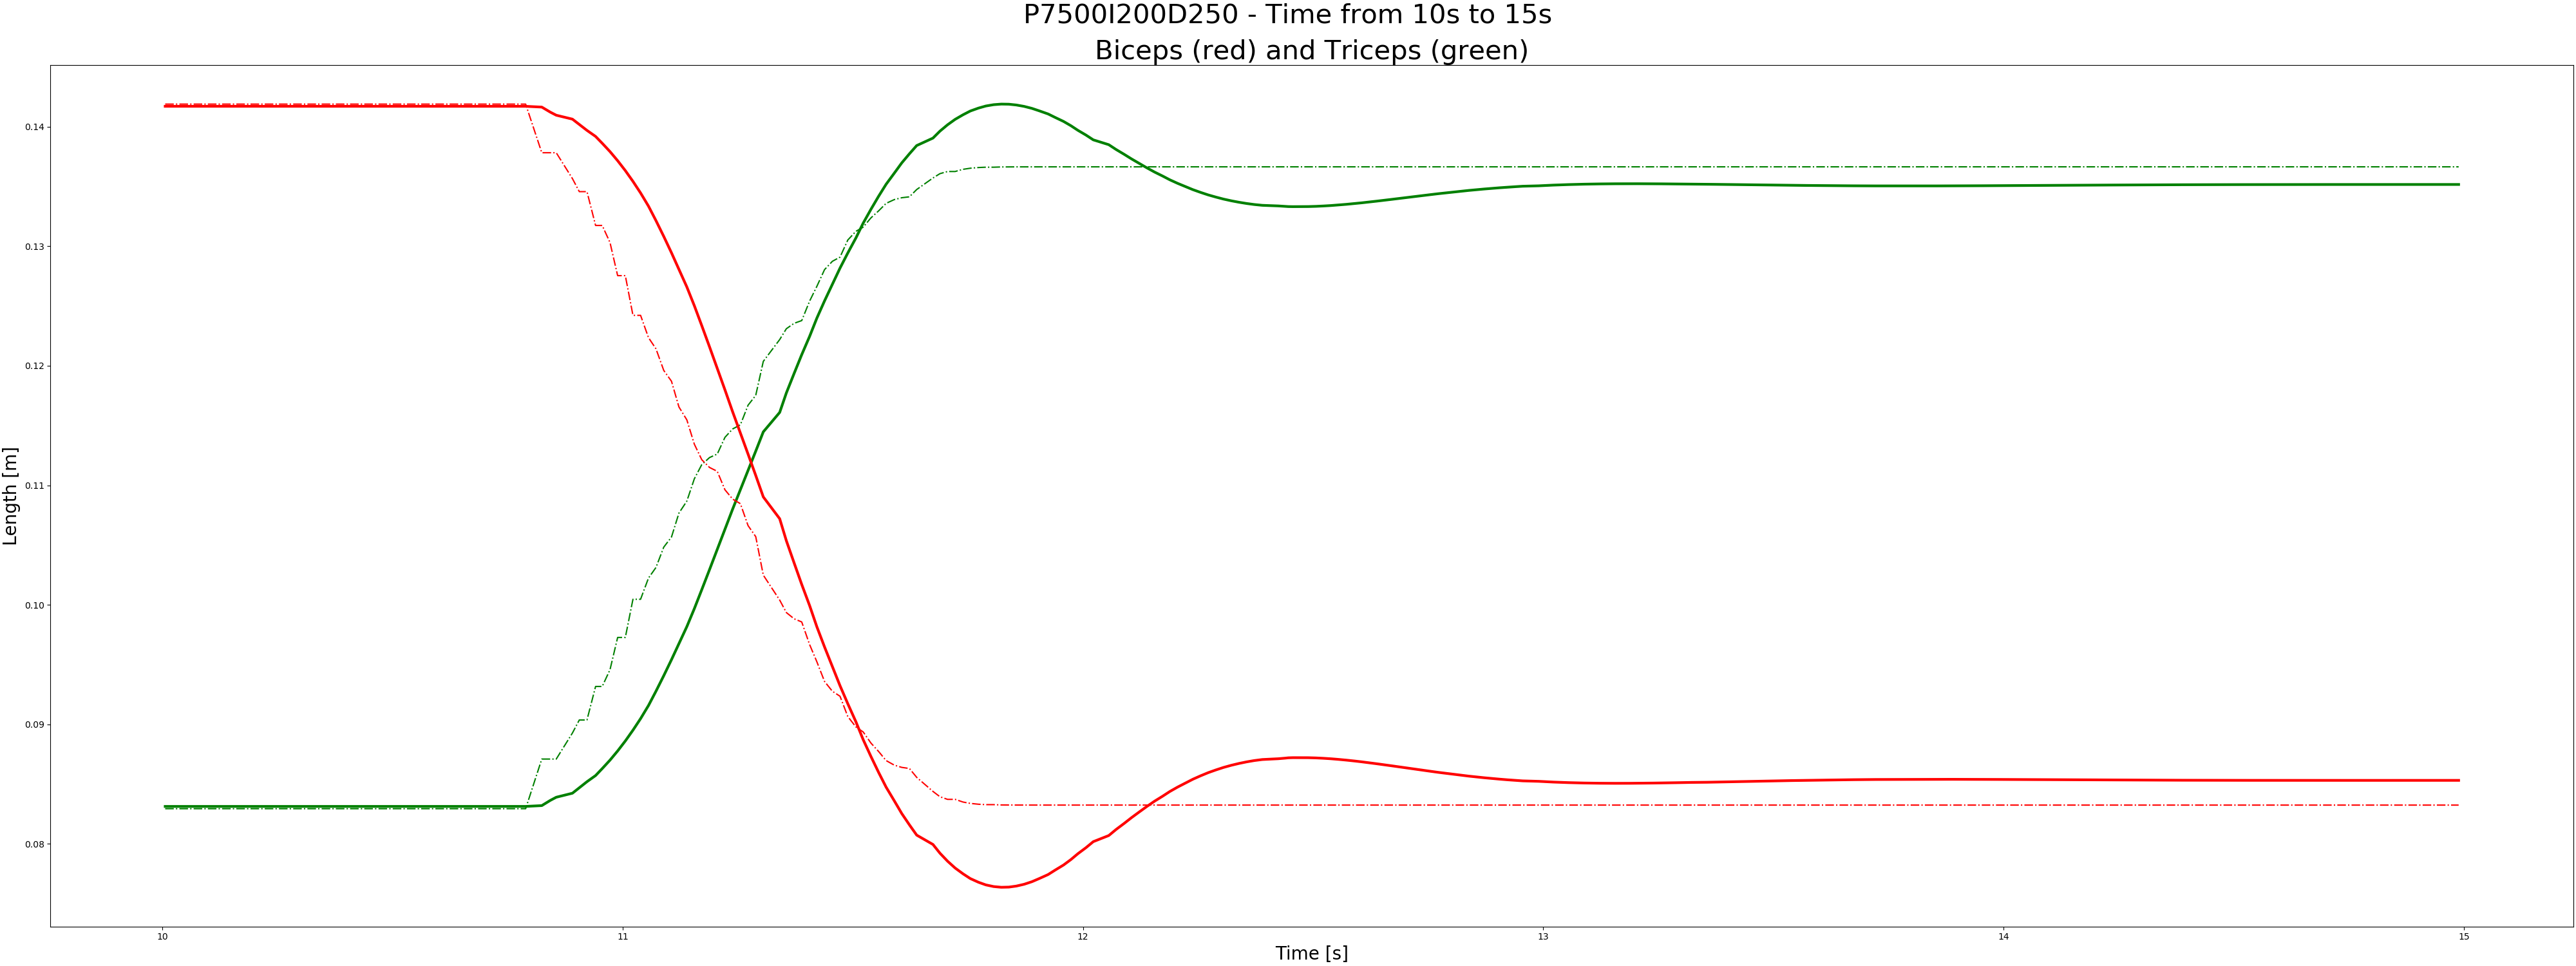 P7500I200D250 - Time from 10s to 15s
Biceps (red) and Triceps (green)
Length [m]
0.14
0.13
0.12
0.11
0.10
0.09
0.08
10 11 12 13 14 15
Time [s]